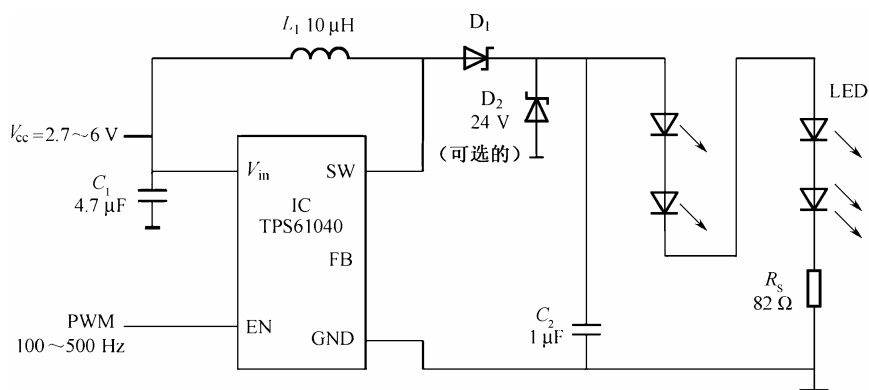 L₁ 10 μH
D₁
D₂
24 V
（可选的）
LED
Vcc=2.7～6 V
C₁
4.7 μF
Vin
SW
IC
TPS61040
FB
EN
GND
PWM
100～500 Hz
C₂
1 μF
RS
82 Ω